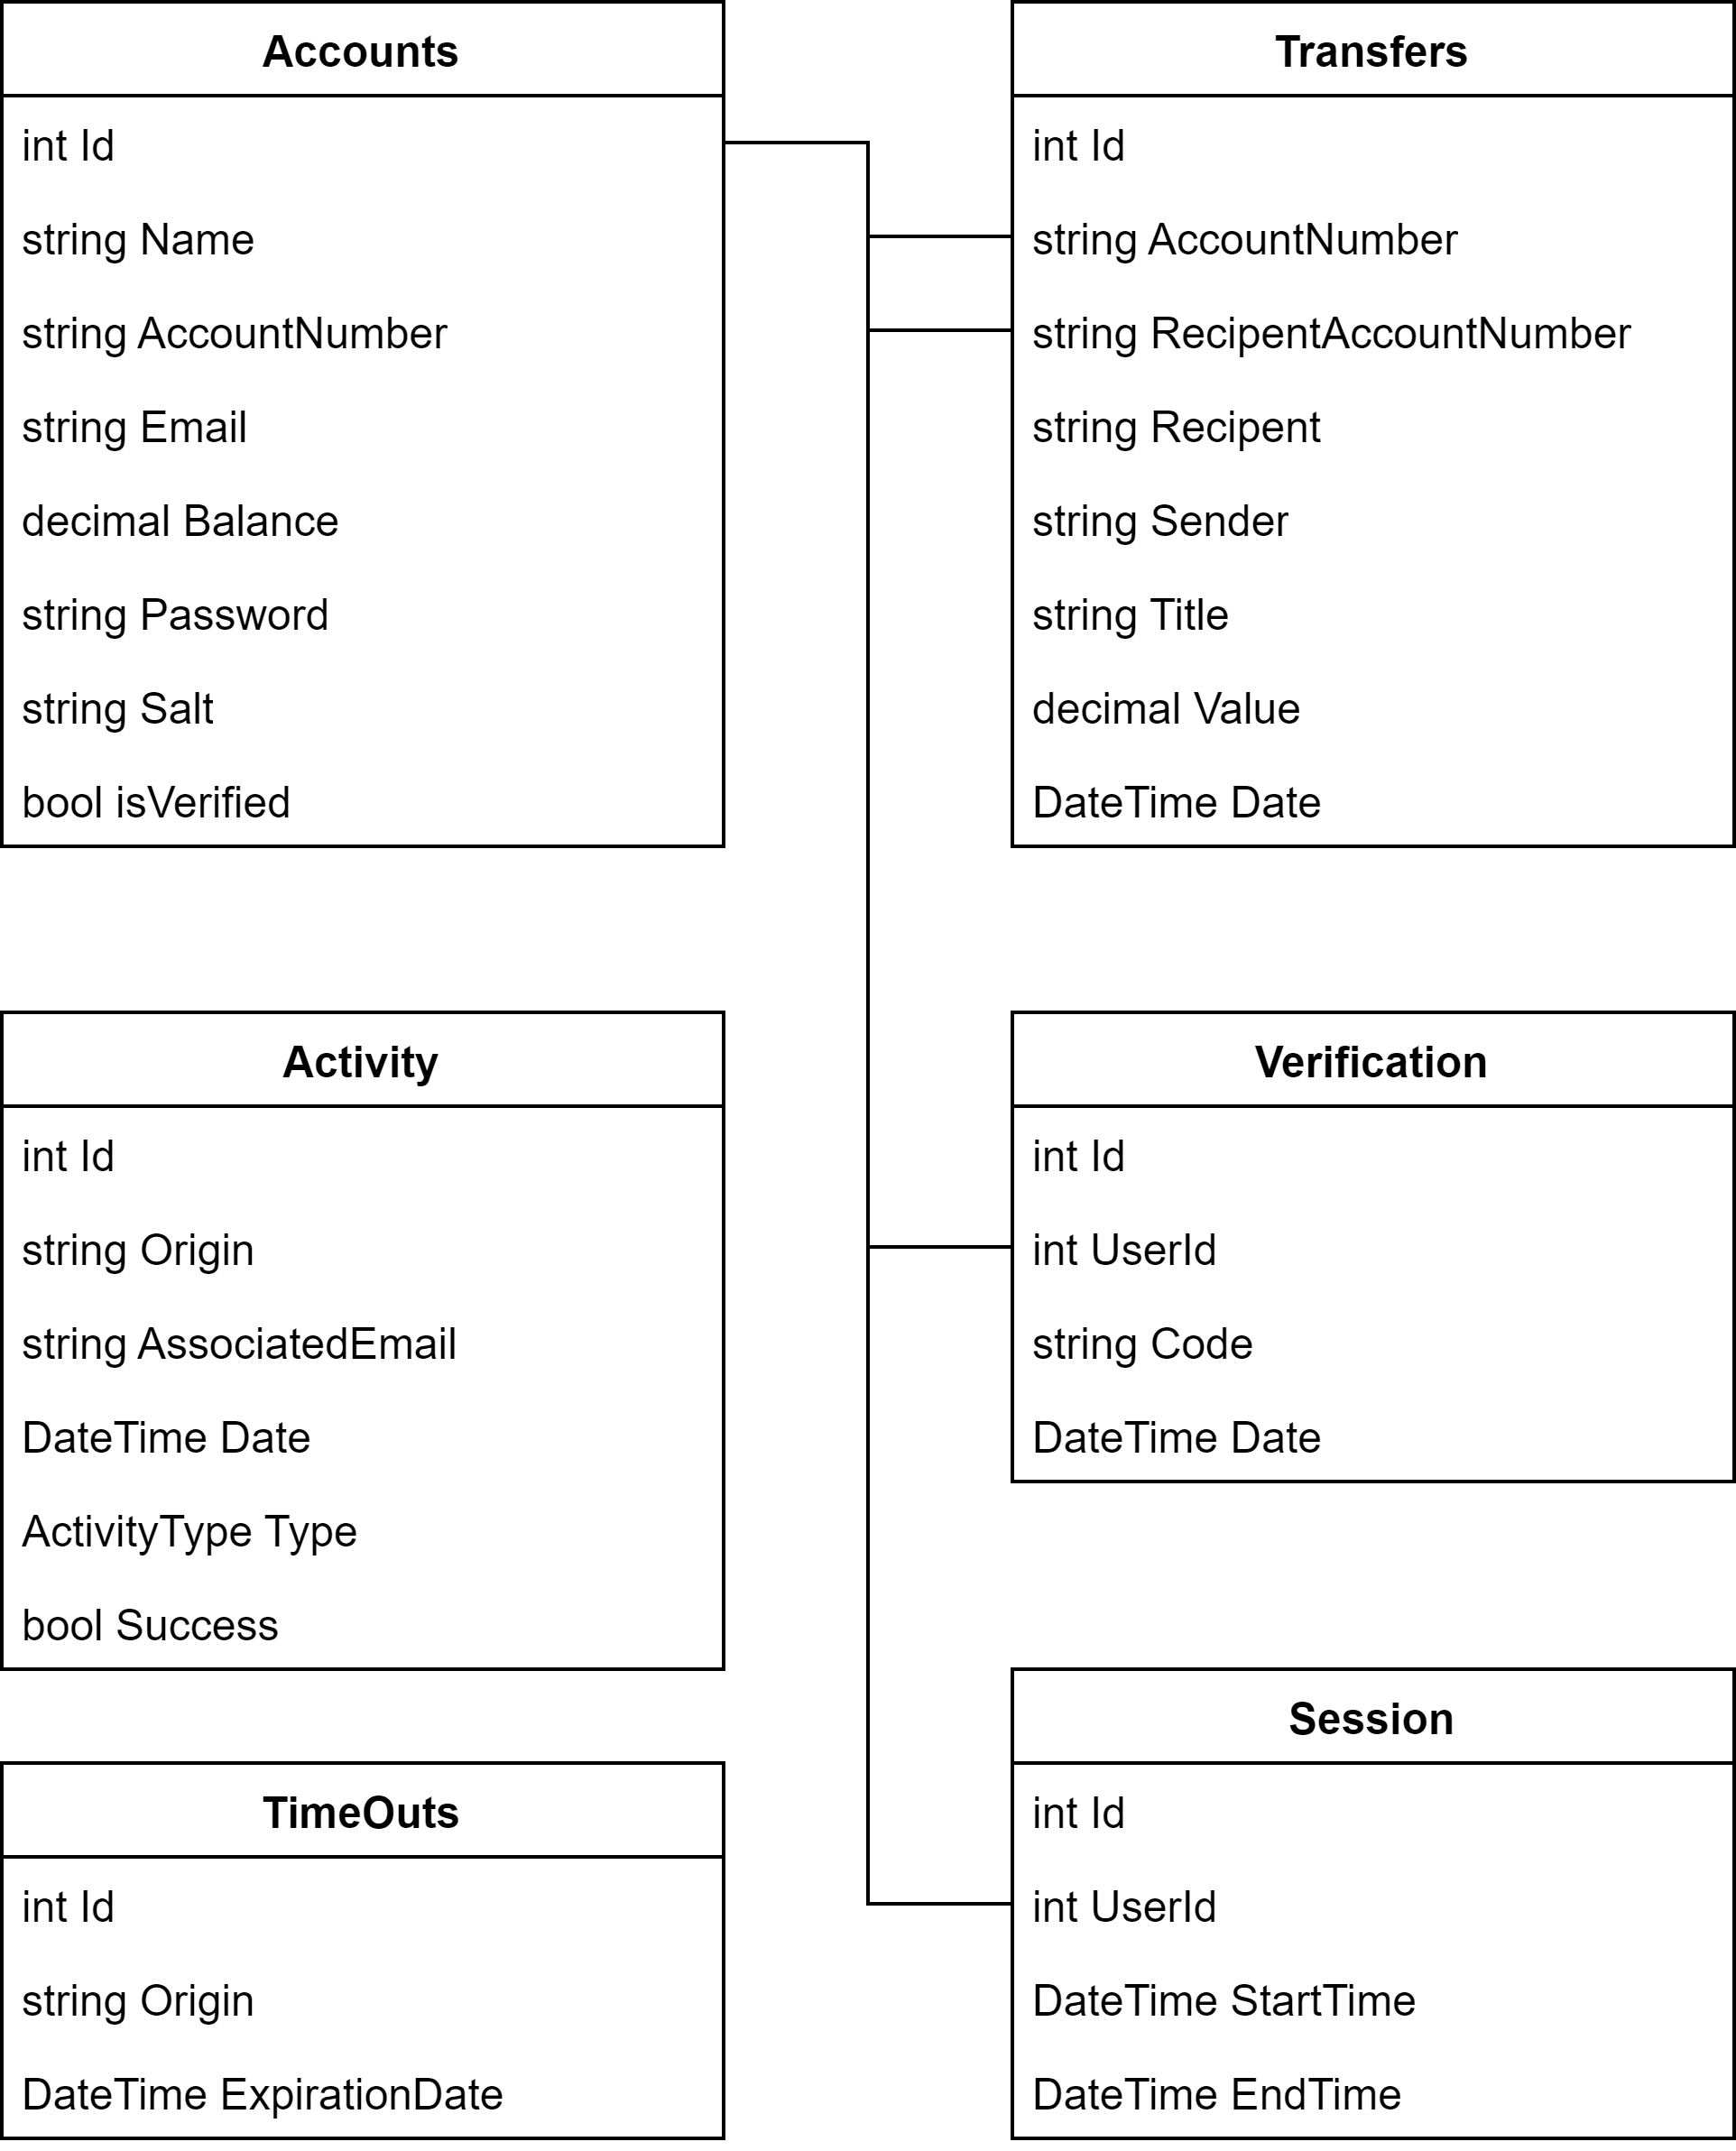 Accounts
int Id
string Name
string AccountNumber
string Email
decimal Balance
string Password
string Salt
bool isVerified
Transfers
int Id
string AccountNumber
string RecipentAccountNumber
string Recipent
string Sender
string Title
decimal Value
DateTime Date
Activity
int Id
string Origin
string AssociatedEmail
DateTime Date
ActivityType Type
bool Success
Verification
int Id
int UserId
string Code
DateTime Date
TimeOuts
int Id
string Origin
DateTime ExpirationDate
Session
int Id
int UserId
DateTime StartTime
DateTime EndTime